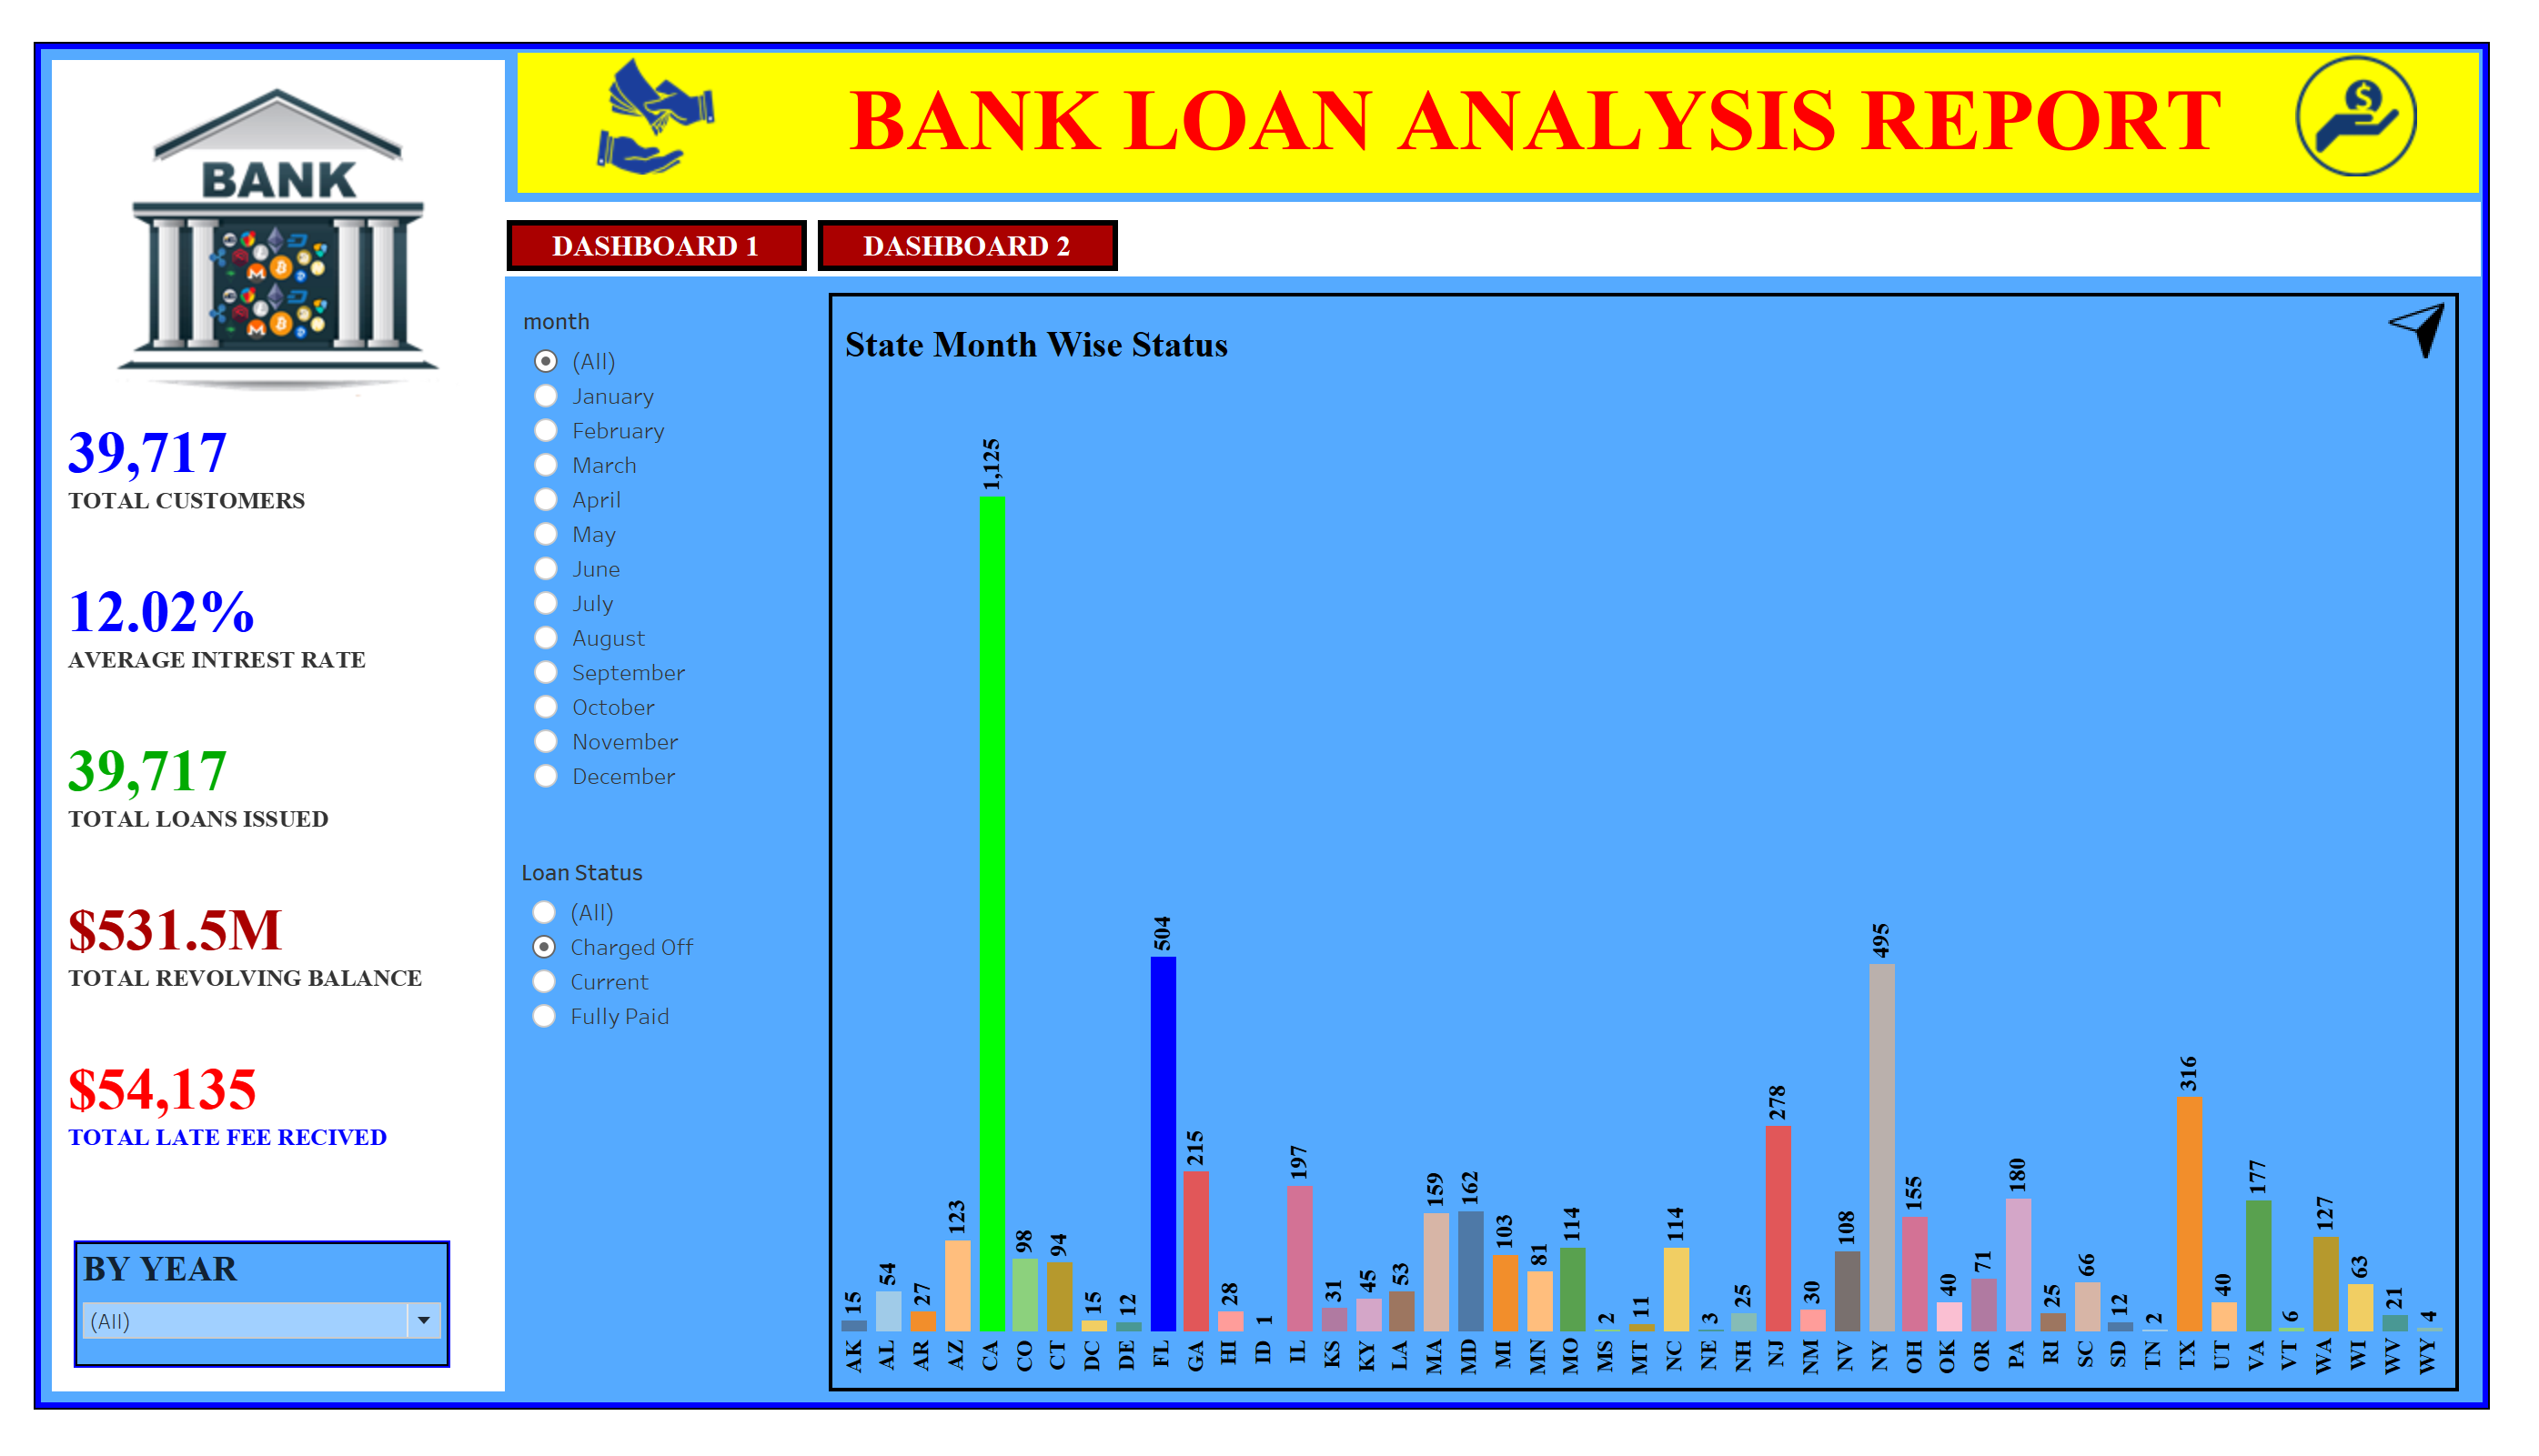 BANK
BANK LOAN ANALYSIS REPORT
39,717
TOTAL CUSTOMERS
12.02%
AVERAGE INTREST RATE
39,717
TOTAL LOANS ISSUED
$531.5M
TOTAL REVOLVING BALANCE
$54,135
TOTAL LATE FEE RECIVED
BY YEAR
(All)
DASHBOARD 1
DASHBOARD 2
month
(All)
January
February
March
April
May
June
July
August
September
October
November
December
Loan Status
(All)
Charged Off
Current
Fully Paid
State Month Wise Status
15 54 27 123 1,125 98 94 15 12 504 215 28 1 197 31 45 53 159 162 103 81 114 2 11 114 3 25 278 30 108 495 155 40 71 180 25 66 12 2 316 40 177 6 127 63 21 4
AK AL AR AZ CA CO CT DC DE FL GA HI ID IL KS KY LA MA MD MI MN MO MS MT NC NE NH NJ NM NV NY OH OK OR PA RI SC SD TN TX UT VA VT WA WI WV WY